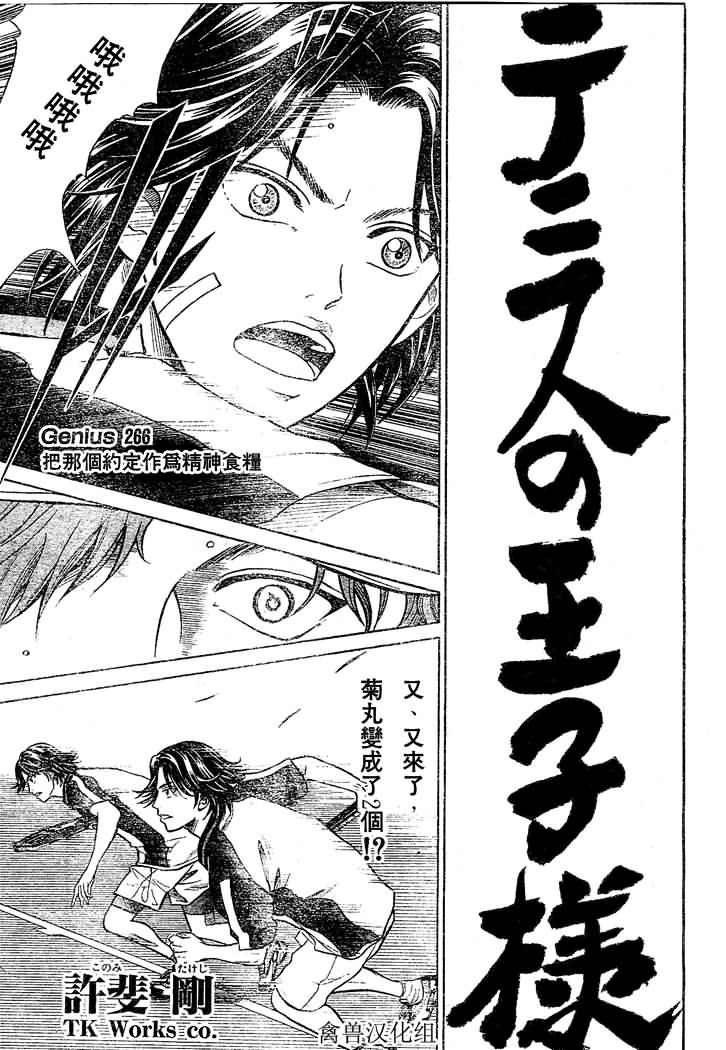 テニスの王子様
哦哦哦哦
Genius 266
把那個約定作爲精神食糧
又、又來了，
菊丸變成了2個!?
このみ たけし
許斐 剛
TK Works co.
禽兽汉化组